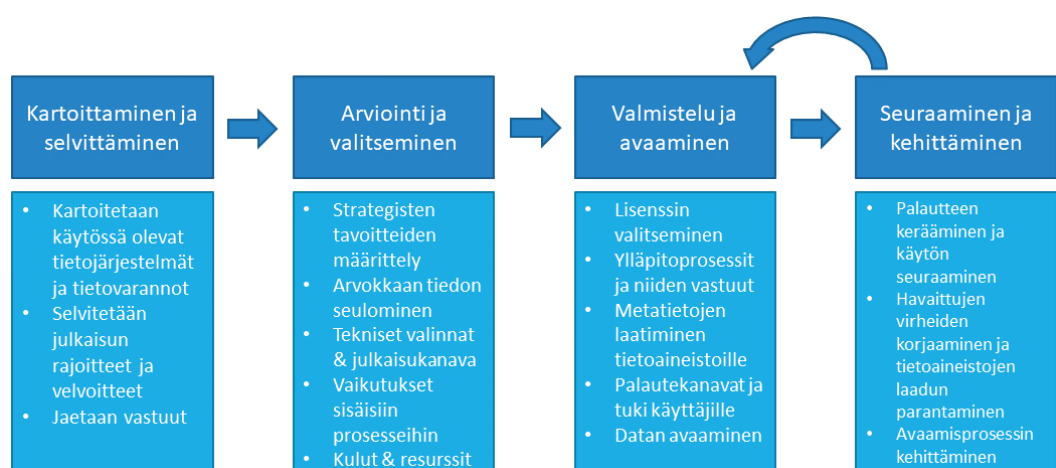 Kartoittaminen ja
selvittäminen
Arviointi ja
valitseminen
Valmistelu ja
avaaminen
Seuraaminen ja
kehittäminen
• Kartoitetaan
käytössä olevat
tietojärjestelmät
ja tietovarannot
• Selvitetään
julkaisun
rajoitteet ja
velvoitteet
• Jaetaan vastuut
• Strategisten
tavoitteiden
määrittely
• Arvokkaan tiedon
seulominen
• Tekniset valinnat
& julkaisukanava
• Vaikutukset
sisäisiin
prosesseihin
• Kulut & resurssit
• Lisenssin
valitseminen
• Ylläpitoprosessit
ja niiden vastuut
• Metatietojen
laatiminen
tietoaineistoille
• Palautekanavat ja
tuki käyttäjille
• Datan avaaminen
• Palautteen
kerääminen ja
käytön
seuraaminen
• Havaittujen
virheiden
korjaaminen ja
tietoaineistojen
laadun
parantaminen
• Avaamisprosessin
kehittäminen